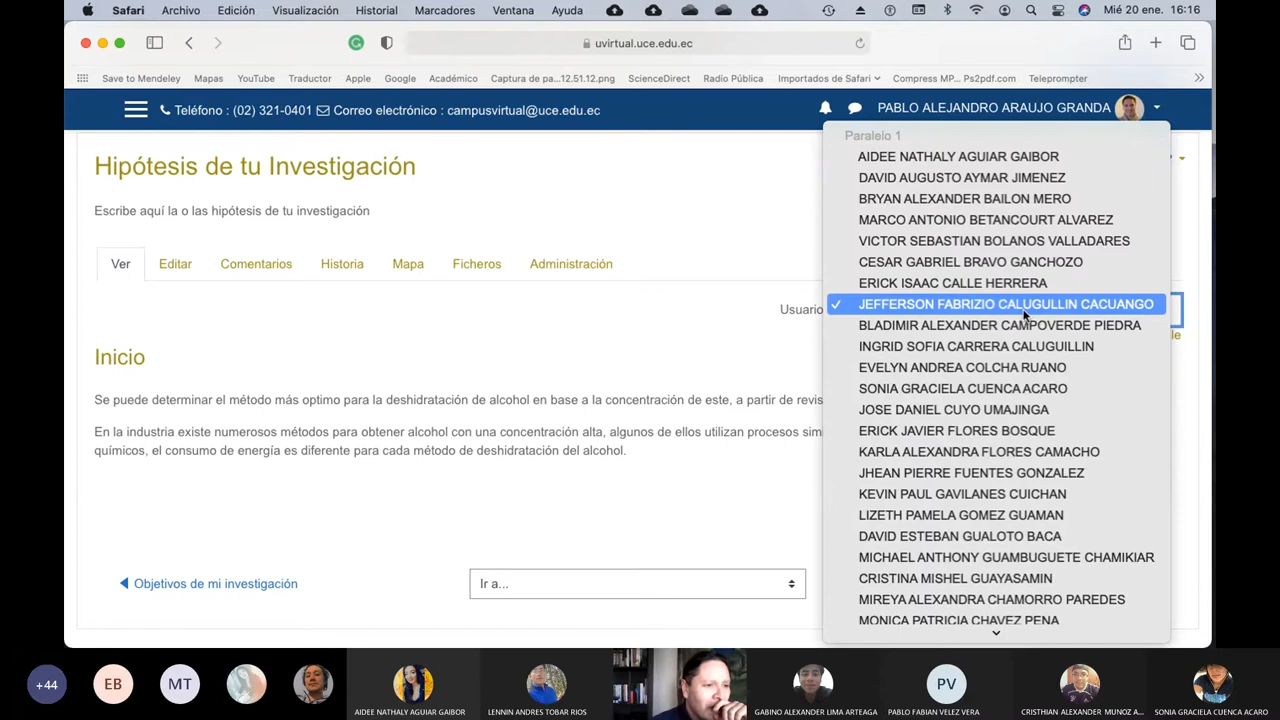 Safari Archivo Edición Visualización Historial Marcadores Ventana Ayuda Mié 20 ene. 16:16
uvirtual.uce.edu.ec
Save to Mendeley Mapas YouTube Traductor Apple Google Académico Captura de pa...12.51.12.png ScienceDirect Radio Pública Importados de Safari Compress MP... Ps2pdf.com Teleprompter
Teléfono : (02) 321-0401 Correo electrónico : campusvirtual@uce.edu.ec
PABLO ALEJANDRO ARAUJO GRANDA
Hipótesis de tu Investigación
Escribe aquí la o las hipótesis de tu investigación
Ver Editar Comentarios Historia Mapa Ficheros Administración
Usuario
Inicio
Se puede determinar el método más optimo para la deshidratación de alcohol en base a la concentración de este, a partir de revis
En la industria existe numerosos métodos para obtener alcohol con una concentración alta, algunos de ellos utilizan procesos sim
químicos, el consumo de energía es diferente para cada método de deshidratación del alcohol.
Objetivos de mi investigación
Ir a...
Paralelo 1
AIDEE NATHALY AGUIAR GAIBOR
DAVID AUGUSTO AYMAR JIMENEZ
BRYAN ALEXANDER BAILON MERO
MARCO ANTONIO BETANCOURT ALVAREZ
VICTOR SEBASTIAN BOLANOS VALLADARES
CESAR GABRIEL BRAVO GANCHOZO
ERICK ISAAC CALLE HERRERA
JEFFERSON FABRIZIO CALUGULLIN CACUANGO
BLADIMIR ALEXANDER CAMPOVERDE PIEDRA
INGRID SOFIA CARRERA CALUGUILLIN
EVELYN ANDREA COLCHA RUANO
SONIA GRACIELA CUENCA ACARO
JOSE DANIEL CUYO UMAJINGA
ERICK JAVIER FLORES BOSQUE
KARLA ALEXANDRA FLORES CAMACHO
JHEAN PIERRE FUENTES GONZALEZ
KEVIN PAUL GAVILANES CUICHAN
LIZETH PAMELA GOMEZ GUAMAN
DAVID ESTEBAN GUALOTO BACA
MICHAEL ANTHONY GUAMBUGUETE CHAMIKIAR
CRISTINA MISHEL GUAYASAMIN
MIREYA ALEXANDRA CHAMORRO PAREDES
MONICA PATRICIA CHAVEZ PENA
le
+44 EB MT PV
AIDEE NATHALY AGUIAR GAIBOR LENNIN ANDRES TOBAR RIOS GABINO ALEXANDER LIMA ARTEAGA PABLO FABIAN VELEZ VERA CRISTHIAN ALEXANDER MUNOZ A... SONIA GRACIELA CUENCA ACARO